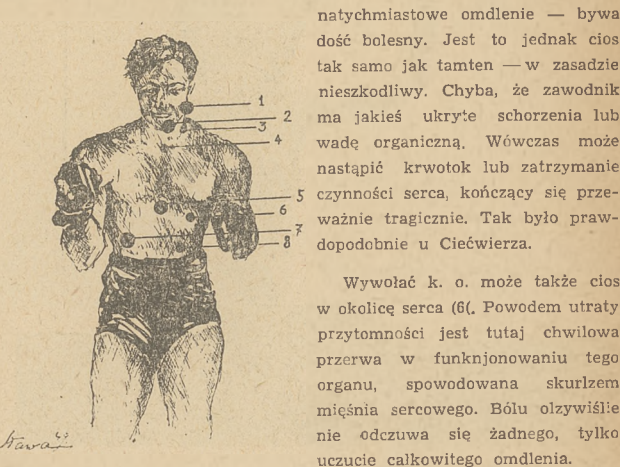 1
2
3
4
5
6
7
8
natychmiastowe omdlenie — bywa
dość bolesny. Jest to jednak cios
tak samo jak tamten — w zasadzie
nieszkodliwy. Chyba, że zawodnik
ma jakieś ukryte schorzenia lub
wadę organiczną. Wówczas może
nastąpić krwotok lub zatrzymanie
czynności serca, kończący się prze-
ważnie tragicznie. Tak było praw-
dopodobnie u Ciećwierza.
Wywołać k. o. może także cios
w okolicę serca (6(. Powodem utraty
przytomności jest tutaj chwilowa
przerwa w funknjonowaniu tego
organu, spowodowana skurlzem
mięśnia sercowego. Bólu olzywiśl:e
nie odczuwa się żadnego, tylko
uczucie całkowitego omdlenia.